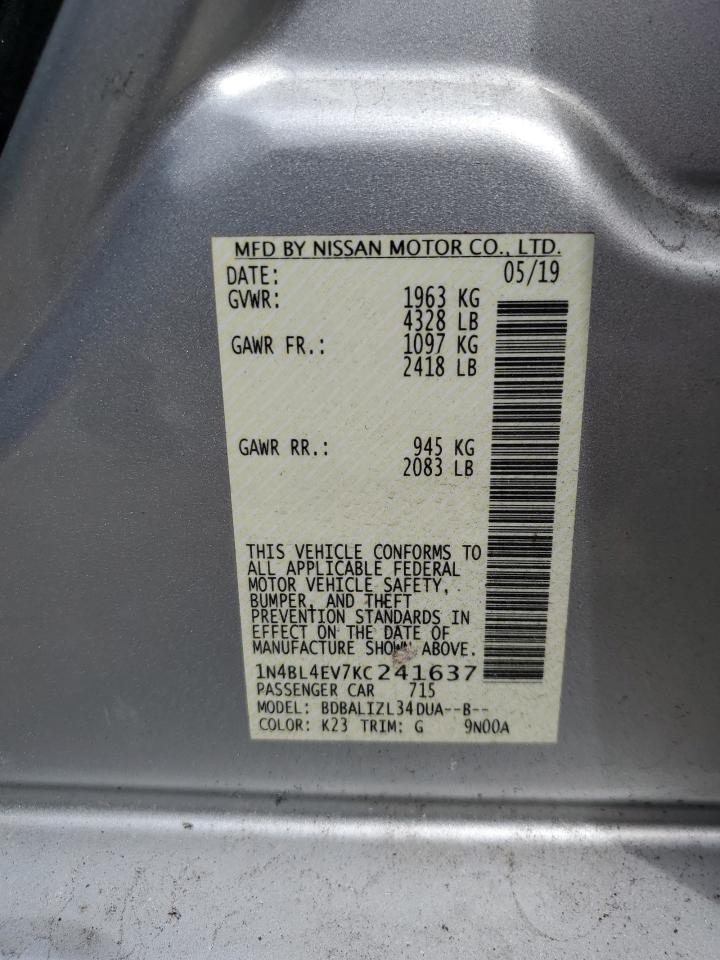 MFD BY NISSAN MOTOR CO., LTD.
DATE: 05/19
GVWR: 1963 KG
4328 LB
GAWR FR.: 1097 KG
2418 LB
GAWR RR.: 945 KG
2083 LB
THIS VEHICLE CONFORMS TO
ALL APPLICABLE FEDERAL
MOTOR VEHICLE SAFETY,
BUMPER, AND THEFT
PREVENTION STANDARDS IN
EFFECT ON THE DATE OF
MANUFACTURE SHOWN ABOVE.
1N4BL4EV7KC241637
PASSENGER CAR 715
MODEL: BDBALIZL34DUA--B--
COLOR: K23 TRIM: G 9N00A